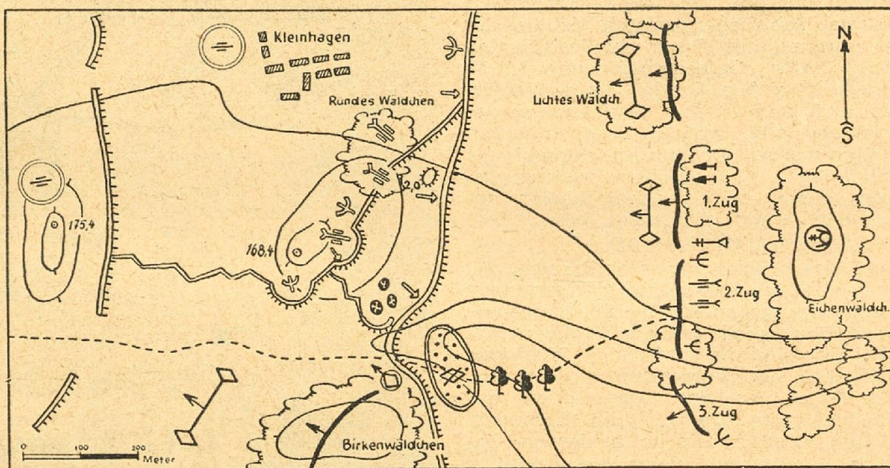 Kleinhagen
N
Rundes Wäldchen
Lichtes Wäldch.
S
2,0
1.Zug
175,4
168,4
2.Zug
Eichenwäldch.
3.Zug
Birkenwäldchen
0 100 200
Meter